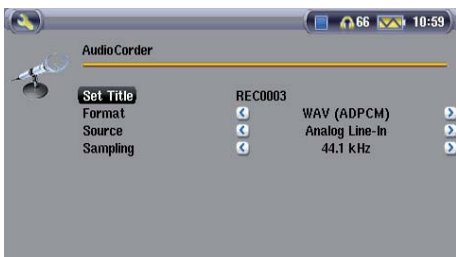 66 10:59
AudioCorder
Set Title REC0003
Format WAV (ADPCM)
Source Analog Line-In
Sampling 44.1 kHz